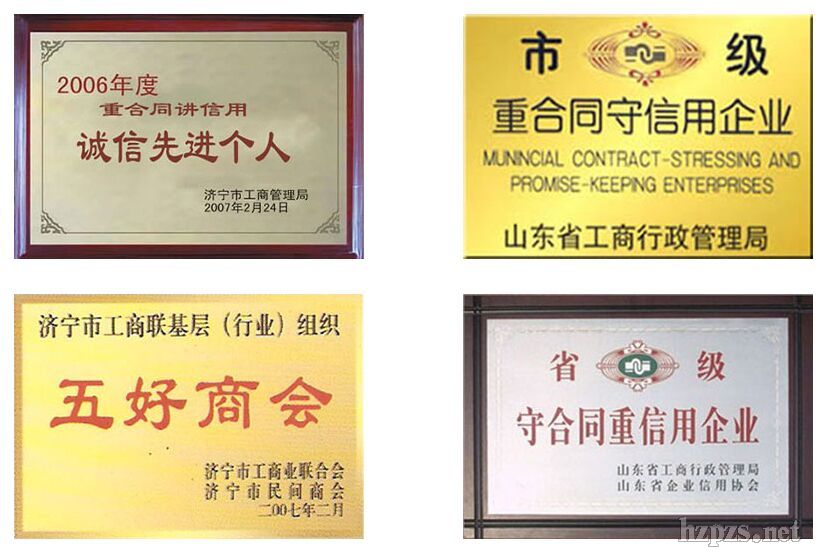 2006年度
重合同讲信用
诚信先进个人
济宁市工商管理局
2007年2月24日
市 级
重合同守信用企业
MUNINCIAL CONTRACT-STRESSING AND
PROMISE-KEEPING ENTERPRISES
山东省工商行政管理局
济宁市工商联基层（行业）组织
五好商会
济宁市工商业联合会
济宁市民间商会
二00七年二月
省 级
守合同重信用企业
山东省工商行政管理局
山东省企业信用协会
hzpzs.net